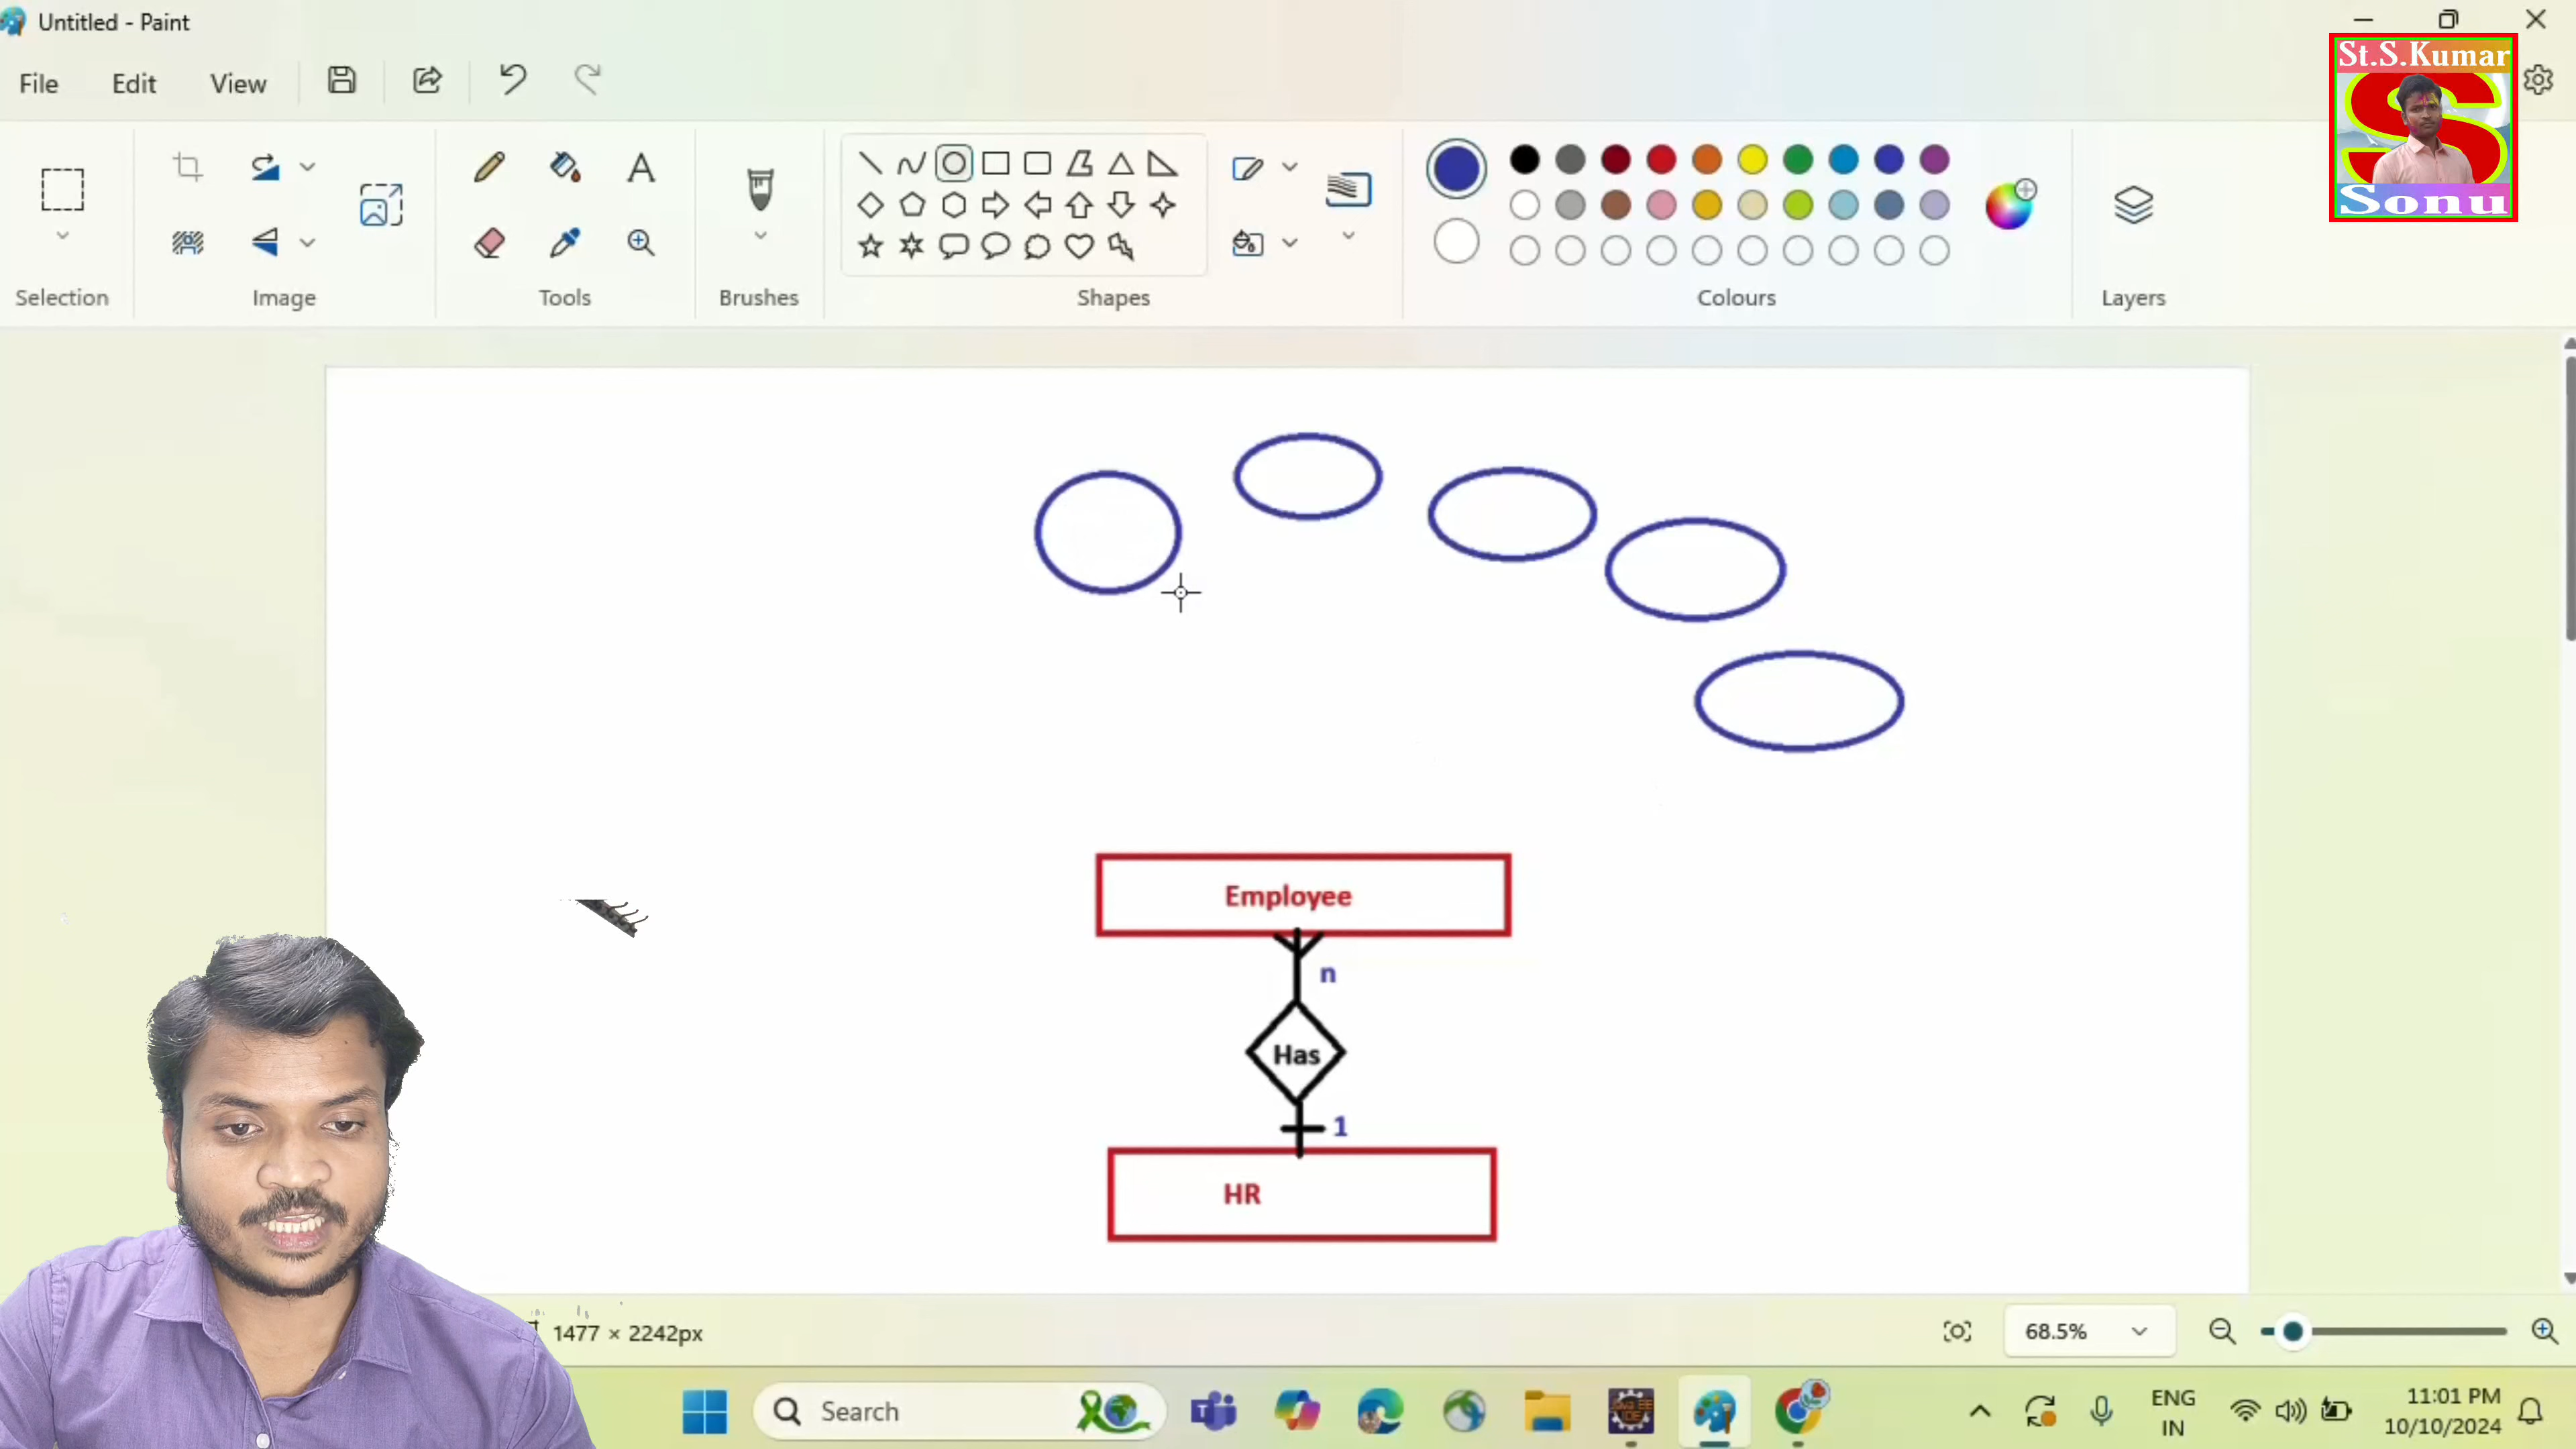 Untitled - Paint
St.S.Kumar
S
Sonu
File Edit View
A
Selection Image Tools Brushes Shapes Colours Layers
Employee
n
Has
1
HR
1477 × 2242px
68.5%
Search
ENG
IN
11:01 PM
10/10/2024